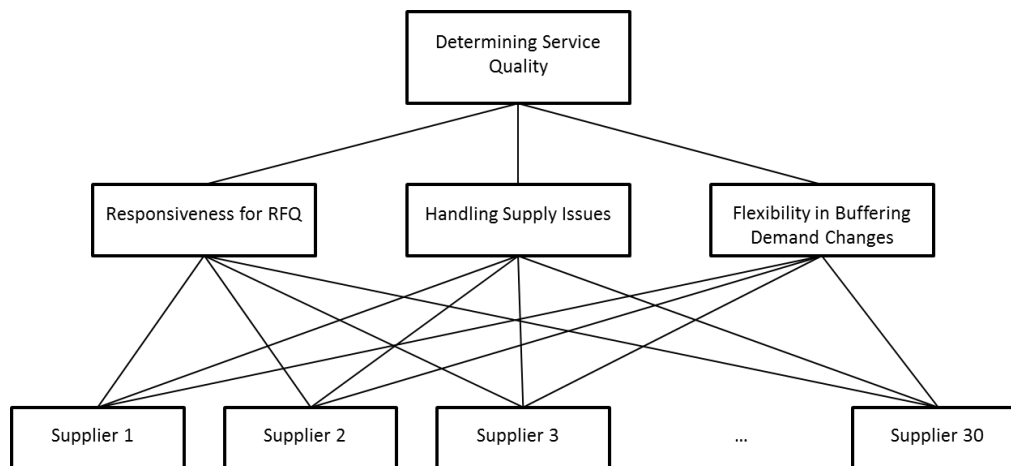 Determining Service
Quality
Responsiveness for RFQ
Handling Supply Issues
Flexibility in Buffering
Demand Changes
Supplier 1
Supplier 2
Supplier 3
...
Supplier 30